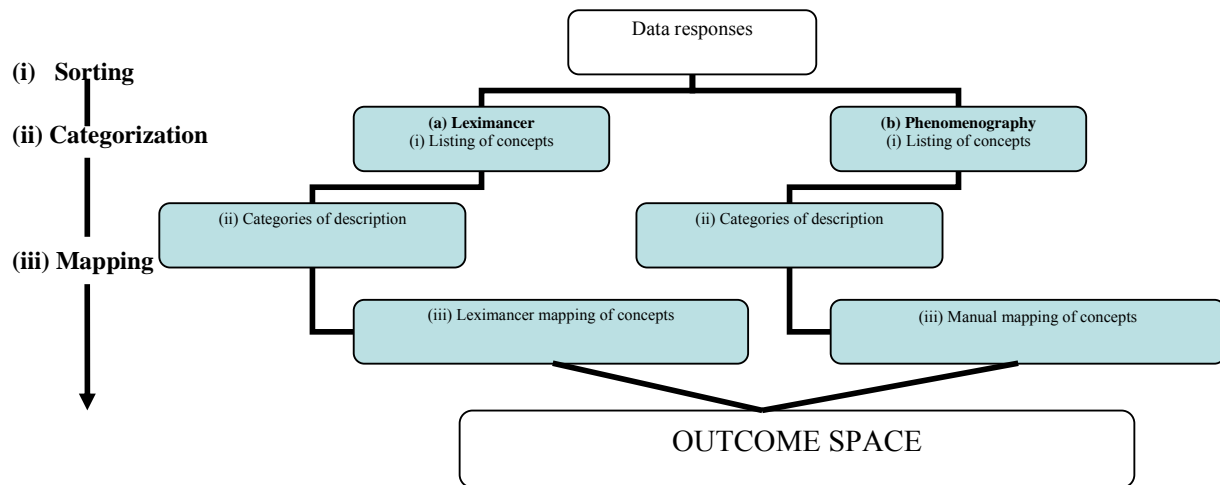 Data responses
(i) Sorting
(a) Leximancer
(i) Listing of concepts
(b) Phenomenography
(i) Listing of concepts
(ii) Categorization
(ii) Categories of description
(ii) Categories of description
(iii) Mapping
(iii) Leximancer mapping of concepts
(iii) Manual mapping of concepts
OUTCOME SPACE